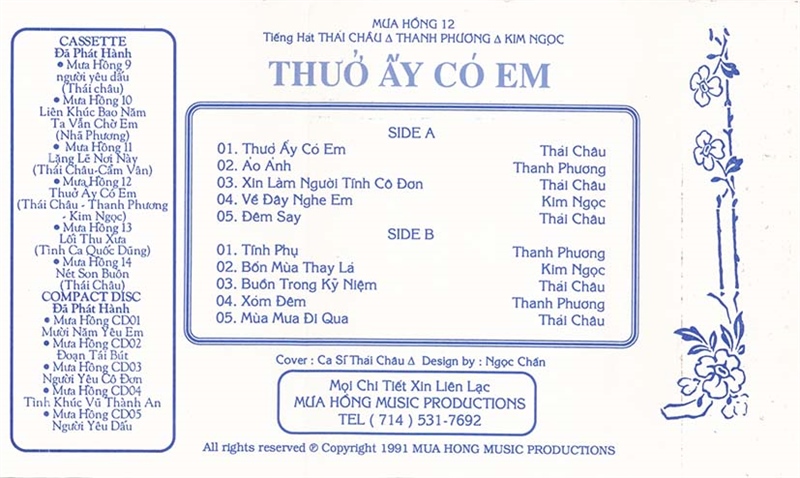 CASSETTE
Đã Phát Hành
• Mưa Hồng 9
người yêu dấu
(Thái châu)
• Mưa Hồng 10
Liên Khúc Bao Năm
Ta Vẫn Chờ Em
(Nhã Phương)
• Mưa Hồng 11
Lặng Lẽ Nơi Này
(Thái Châu-Cẩm Vân)
• Mưa Hồng 12
Thuở Ấy Có Em
(Thái Châu - Thanh Phương
- Kim Ngọc)
• Mưa Hồng 13
Lối Thu Xưa
(Tình Ca Quốc Dũng)
• Mưa Hồng 14
Nét Son Buồn
(Thái Châu)
COMPACT DISC
Đã Phát Hành
• Mưa Hồng CD01
Mười Năm Yêu Em
• Mưa Hồng CD02
Đoạn Tái Bút
• Mưa Hồng CD03
Người Yêu Cô Đơn
• Mưa Hồng CD04
Tình Khúc Vũ Thành An
• Mưa Hồng CD05
Người Yêu Dấu
MƯA HỒNG 12
Tiếng Hát THÁI CHÂU ∆ THANH PHƯƠNG ∆ KIM NGỌC
THUỞ ẤY CÓ EM
SIDE A
01. Thuở Ấy Có Em Thái Châu
02. Ảo Ảnh Thanh Phương
03. Xin Làm Người Tình Cô Đơn Thái Châu
04. Về Đây Nghe Em Kim Ngọc
05. Đêm Say Thái Châu
SIDE B
01. Tình Phụ Thanh Phương
02. Bốn Mùa Thay Lá Kim Ngọc
03. Buồn Trong Kỷ Niệm Thái Châu
04. Xóm Đêm Thanh Phương
05. Mùa Mưa Đi Qua Thái Châu
Cover : Ca Sĩ Thái Châu ∆ Design by : Ngọc Chấn
Mọi Chi Tiết Xin Liên Lạc
MƯA HỒNG MUSIC PRODUCTIONS
TEL ( 714 ) 531-7692
All rights reserved ℗ Copyright 1991 MUA HONG MUSIC PRODUCTIONS